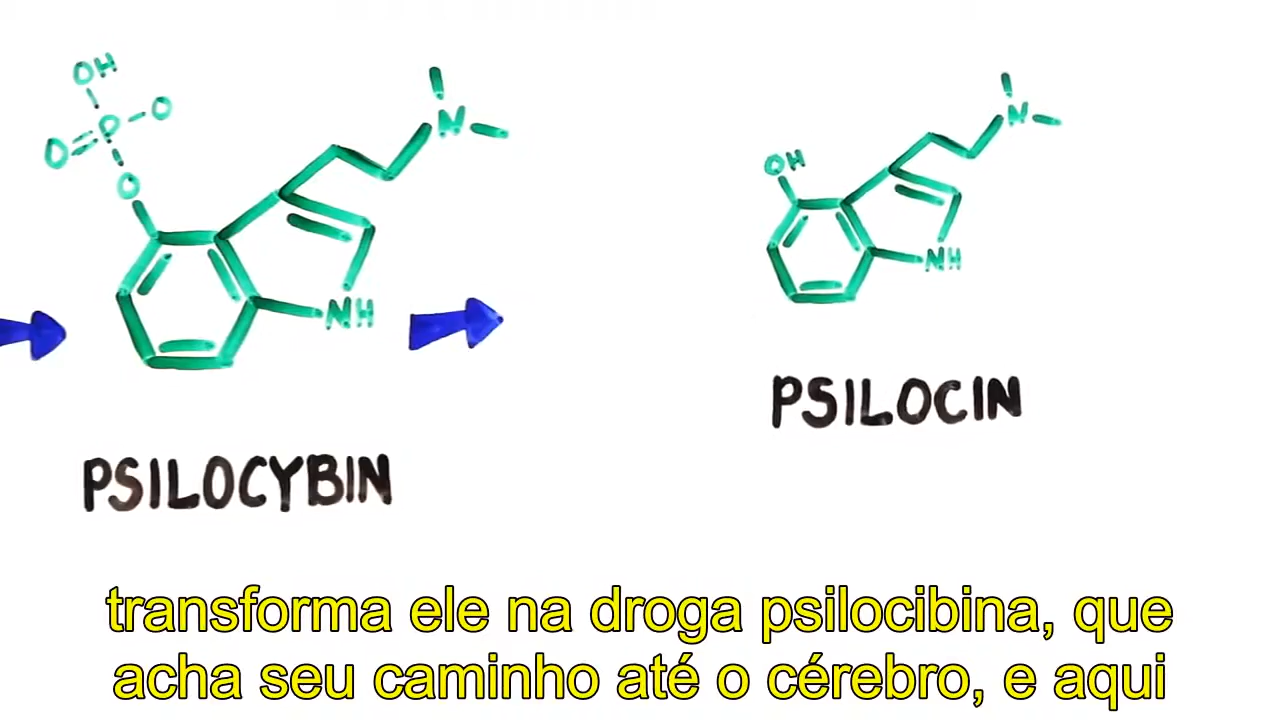 OH
O
P
O
O
N
NH
PSILOCYBIN
OH
N
NH
PSILOCIN
transforma ele na droga psilocibina, que
acha seu caminho até o cérebro, e aqui